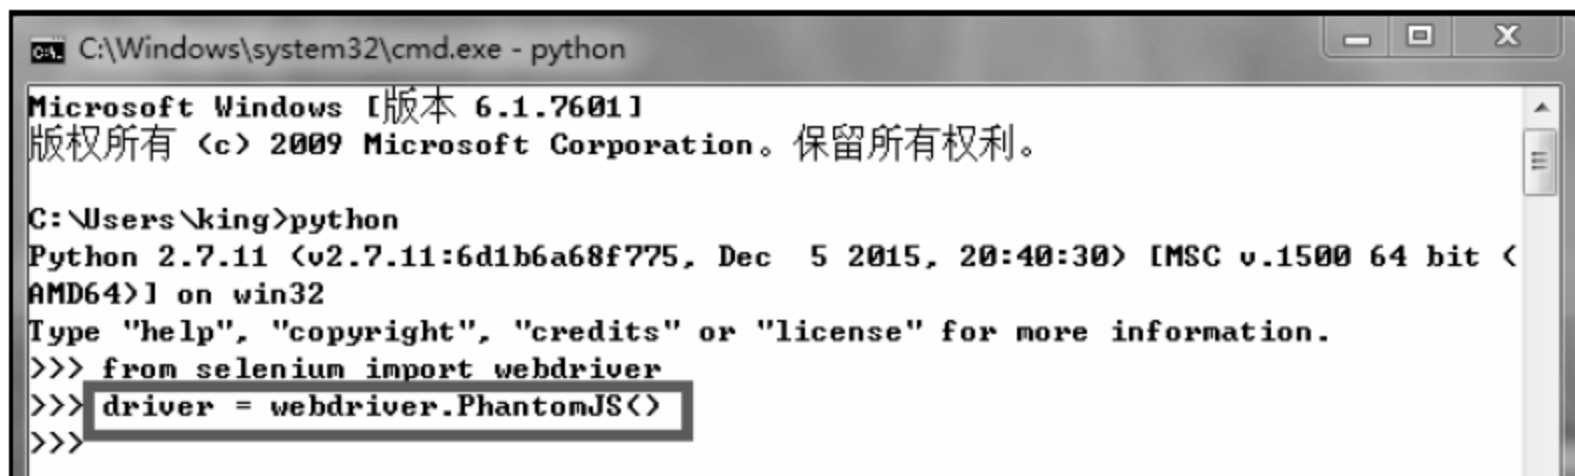 C:\Windows\system32\cmd.exe - python
Microsoft Windows [版本 6.1.7601]
版权所有 (c) 2009 Microsoft Corporation。保留所有权利。
C:\Users\king>python
Python 2.7.11 (v2.7.11:6d1b6a68f775, Dec  5 2015, 20:40:30) [MSC v.1500 64 bit (
AMD64)] on win32
Type "help", "copyright", "credits" or "license" for more information.
>>> from selenium import webdriver
>>> driver = webdriver.PhantomJS()
>>>